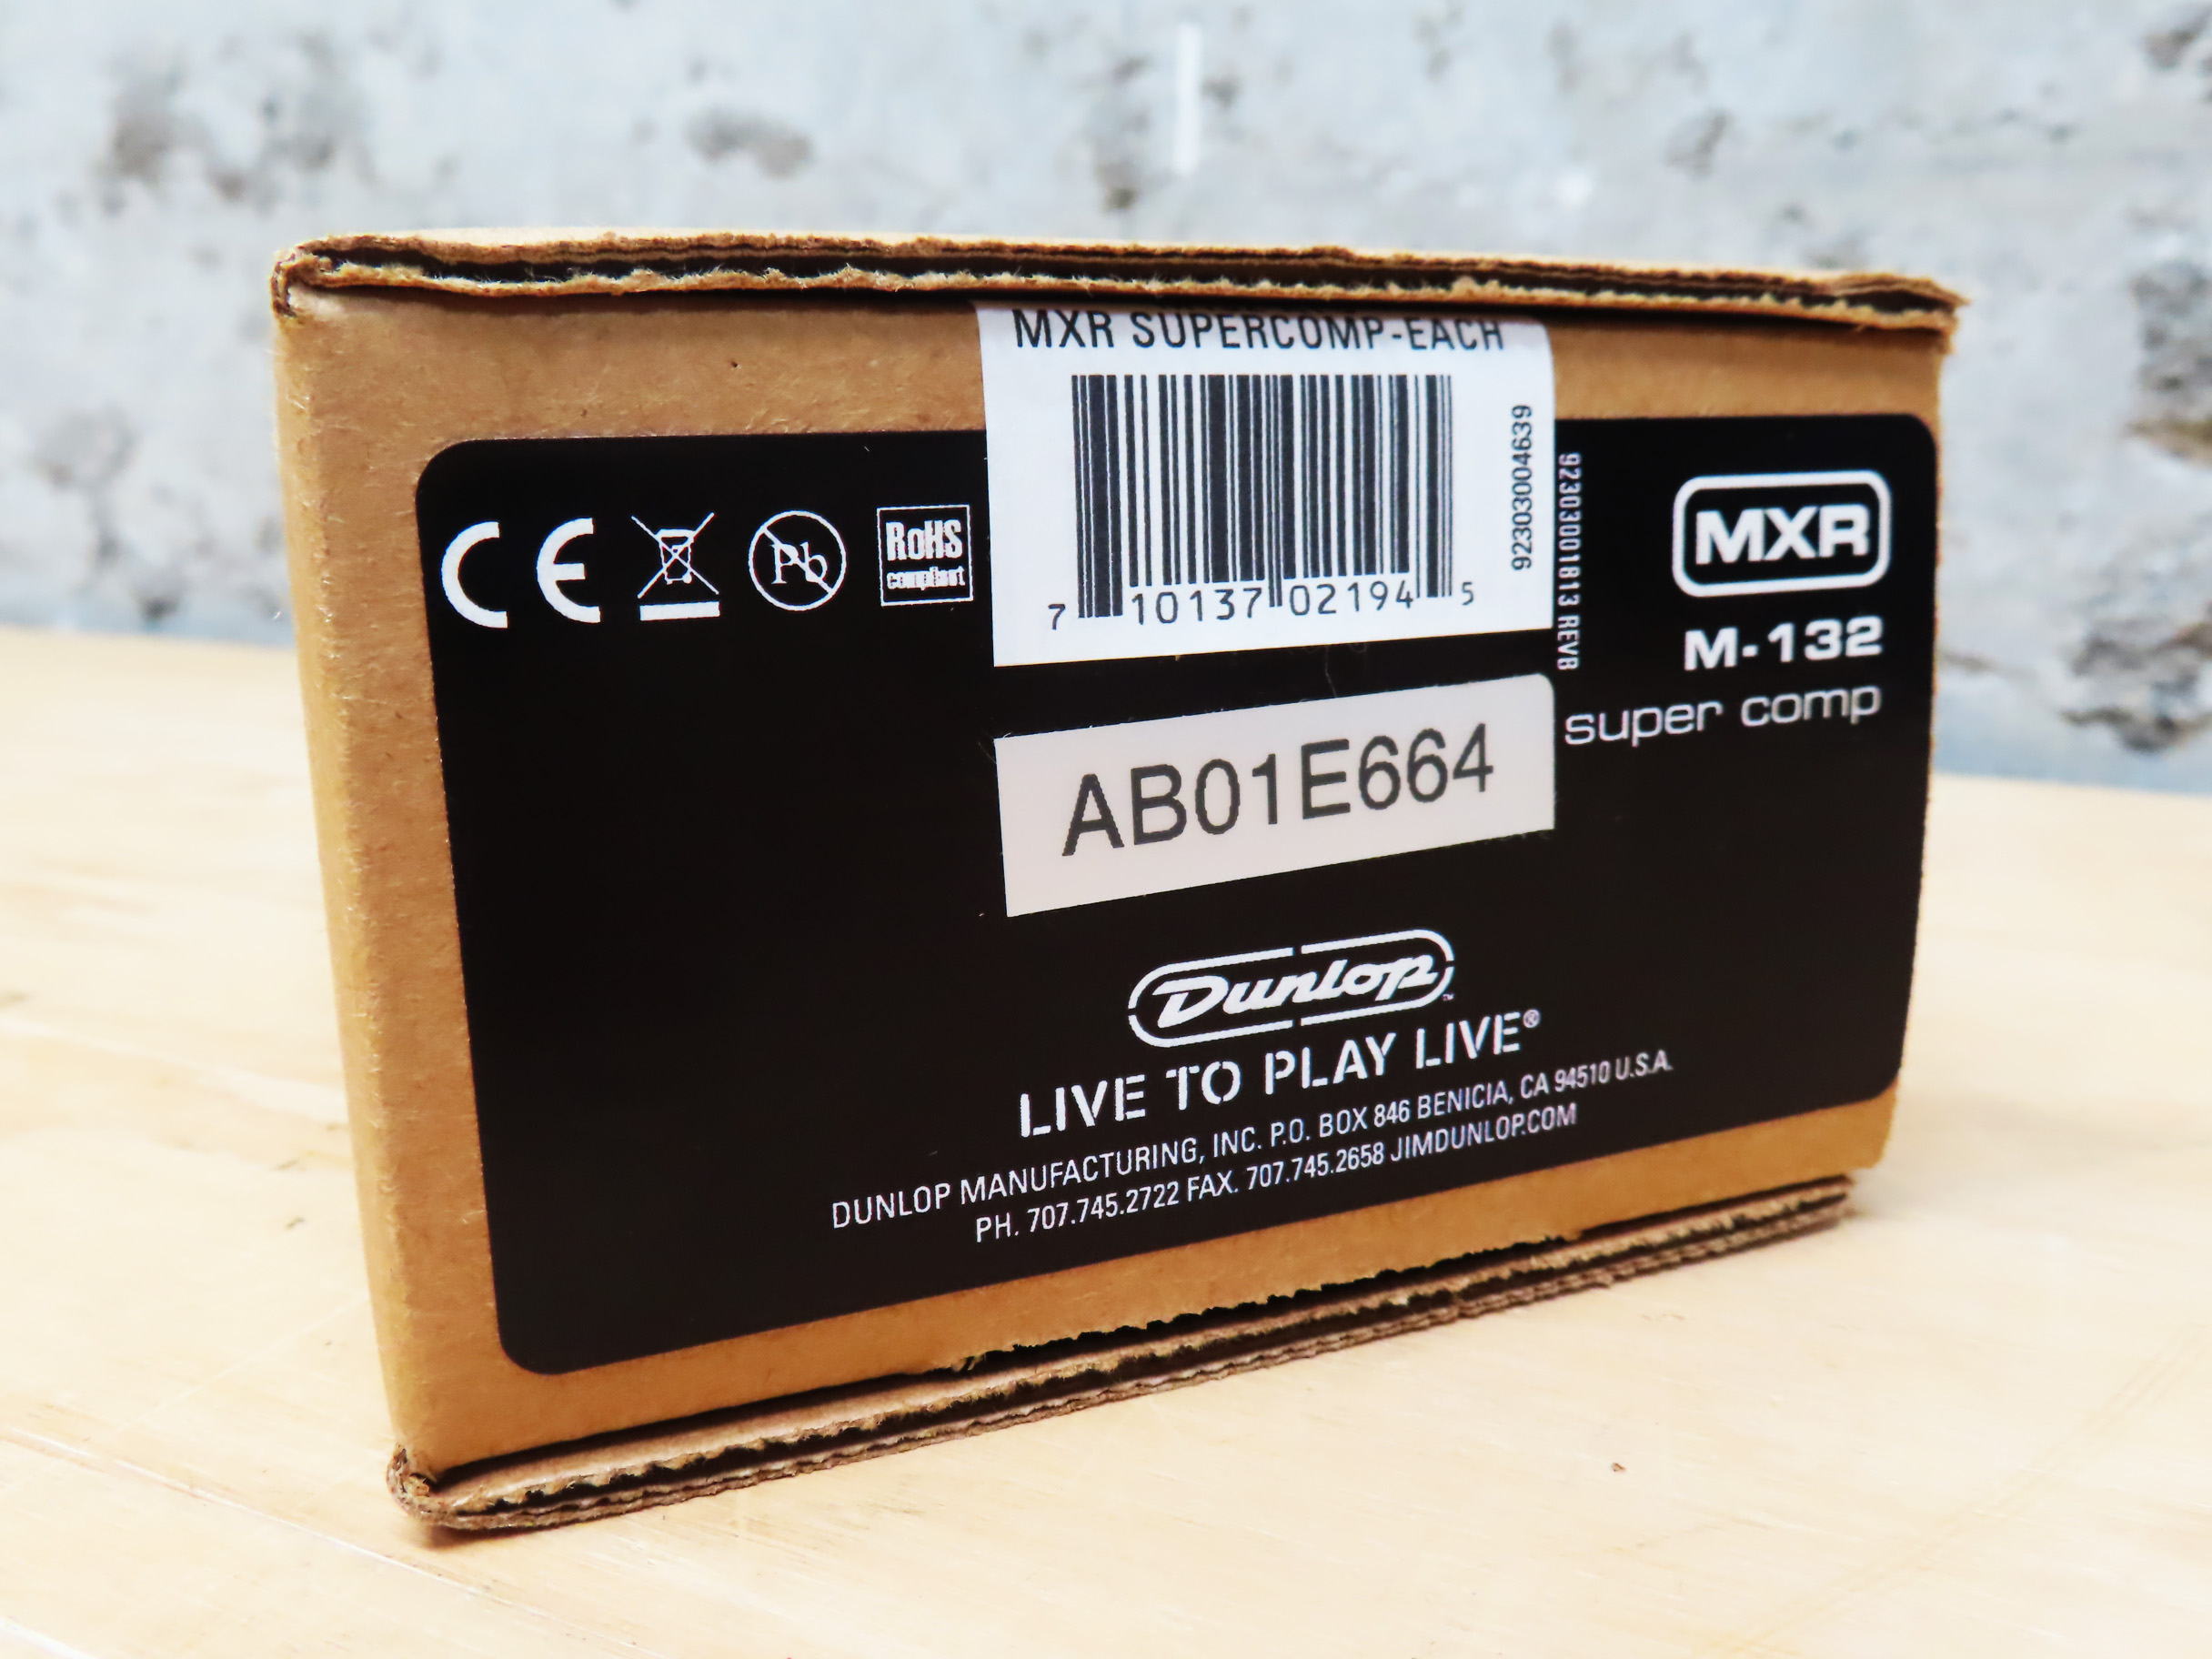 MXR SUPERCOMP-EACH
7 10137 02194 5
92303004639
92303001813 REVB
CE
Pb
RoHS
compliant
MXR
M-132
super comp
AB01E664
Dunlop™
LIVE TO PLAY LIVE®
DUNLOP MANUFACTURING, INC. P.O. BOX 846 BENICIA, CA 94510 U.S.A.
PH. 707.745.2722 FAX. 707.745.2658 JIMDUNLOP.COM